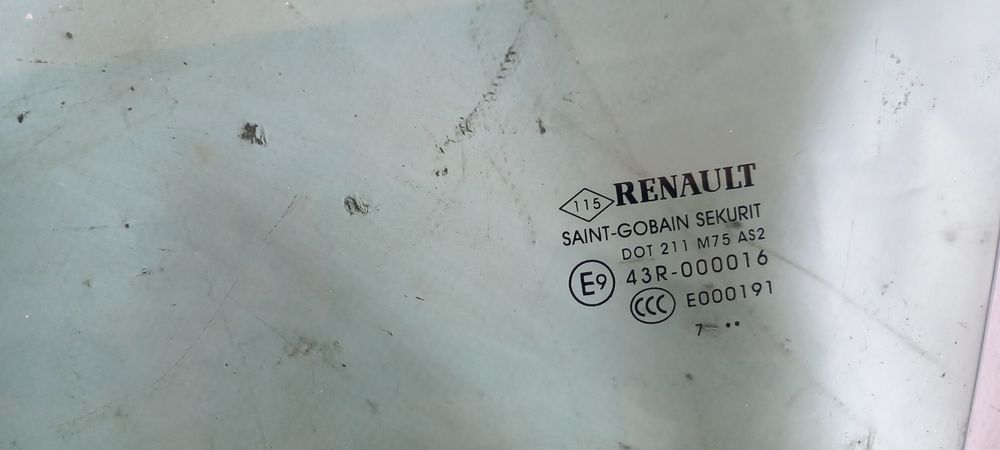 115 RENAULT
SAINT-GOBAIN SEKURIT
DOT 211 M75 AS2
E9 43R-000016
CCC E000191
7 ••